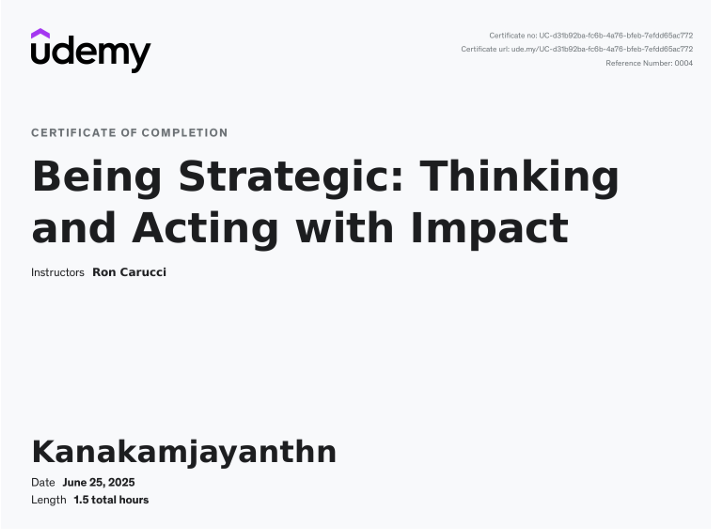 udemy
Certificate no: UC-d31b92ba-fc6b-4a76-bfeb-7efdd65ac772
Certificate url: ude.my/UC-d31b92ba-fc6b-4a76-bfeb-7efdd65ac772
Reference Number: 0004
CERTIFICATE OF COMPLETION
Being Strategic: Thinking
and Acting with Impact
Instructors Ron Carucci
Kanakamjayanthn
Date June 25, 2025
Length 1.5 total hours